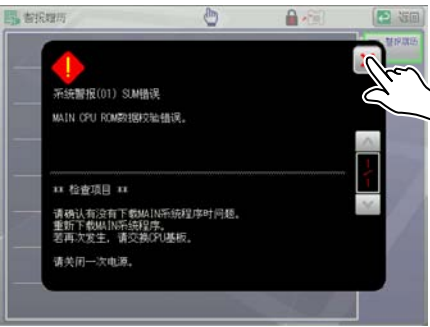 警报履历
返回
警报履历
系统警报(01) SUM错误
MAIN CPU ROM数据校验错误。
1/1
** 检查项目 **
请确认有没有下载MAIN系统程序时问题。
重新下载MAIN系统程序。
若再次发生，请交换CPU基板。
请关闭一次电源。